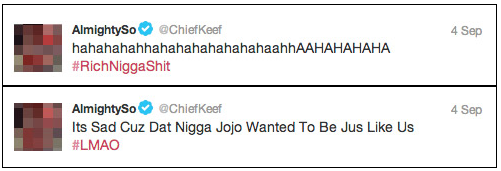 AlmightySo @ChiefKeef 4 Sep
hahahahahhahahahahahahahaahhAAHAHAHAHA
#RichNiggaShit
AlmightySo @ChiefKeef 4 Sep
Its Sad Cuz Dat Nigga Jojo Wanted To Be Jus Like Us
#LMAO